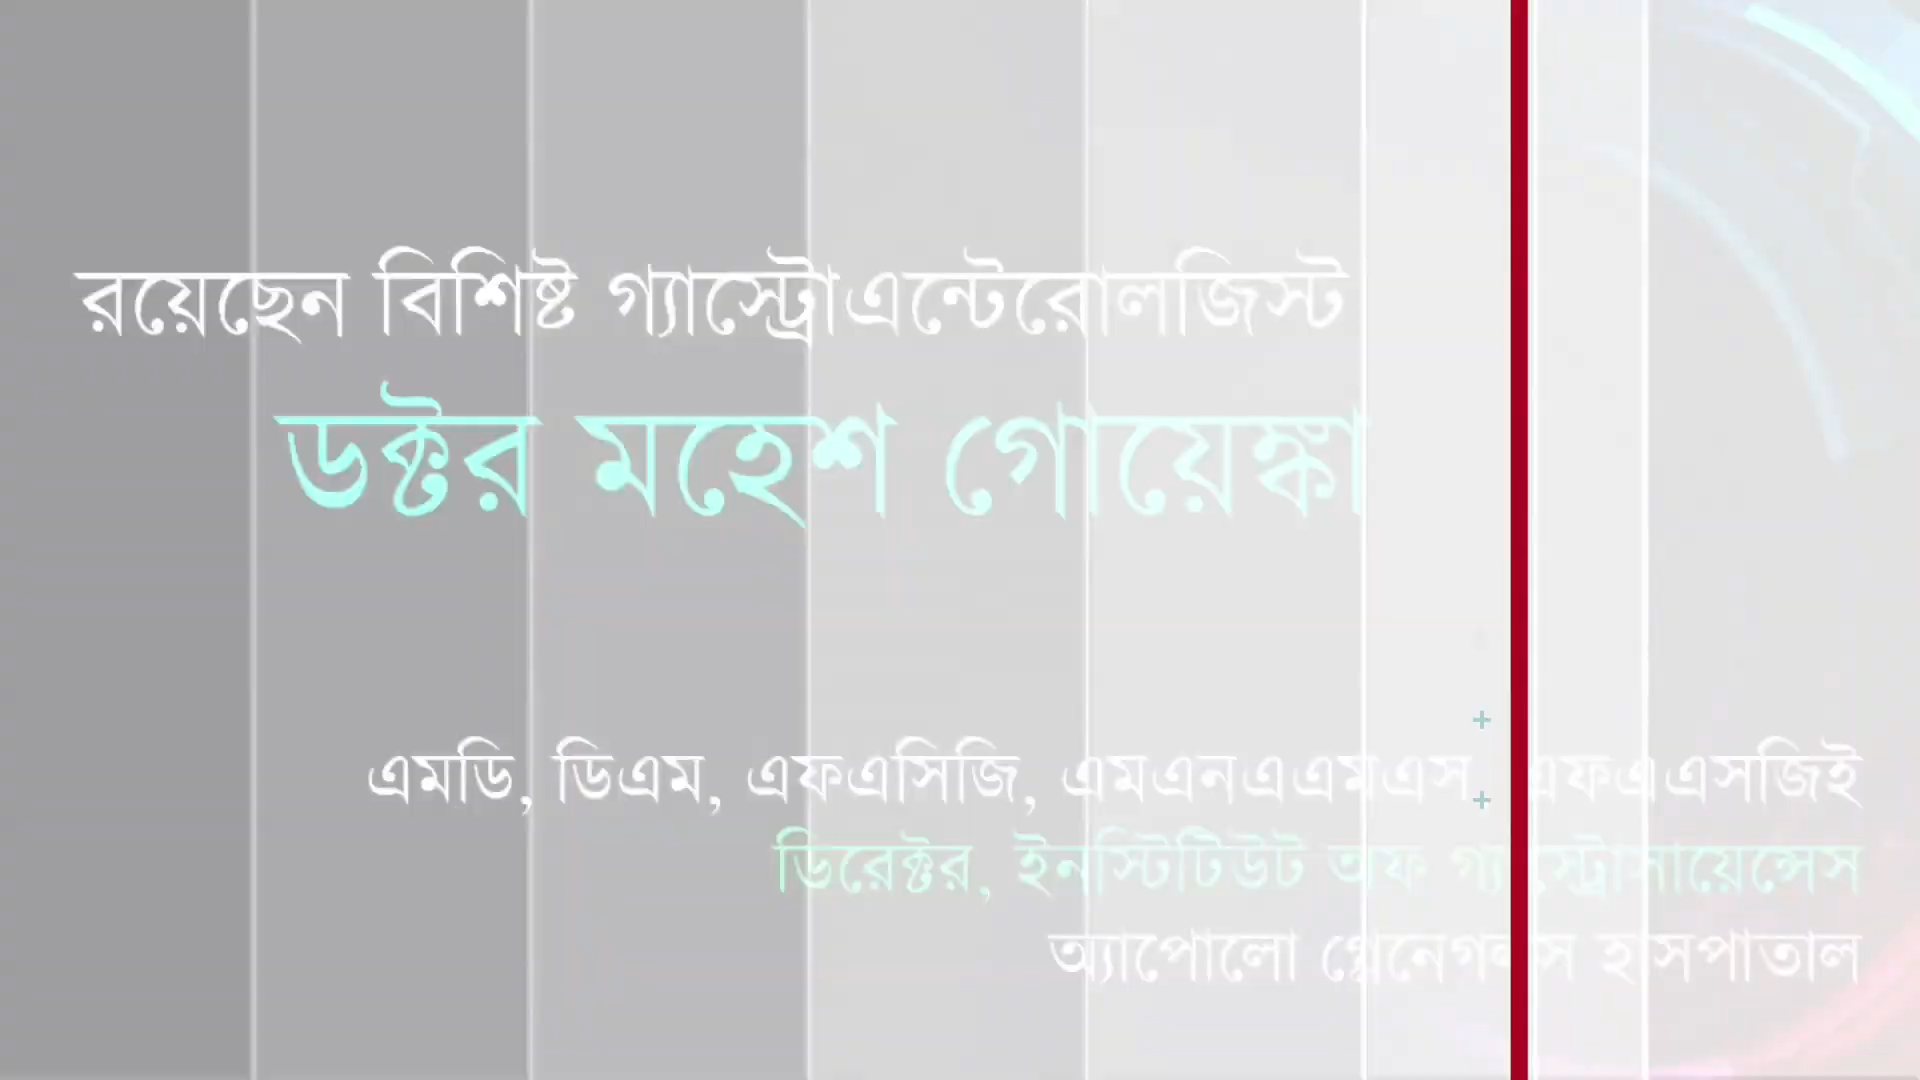 রয়েছেন বিশিষ্ট গ্যাস্ট্রোএন্টেরোলজিস্ট
ডক্টর মহেশ গোয়েঙ্কা
এমডি, ডিএম, এফএসিজি, এমএনএএমএস, এফএএসজিই
ডিরেক্টর, ইনস্টিটিউট অফ গ্যাস্ট্রোসায়েন্সেস
অ্যাপোলো গ্লেনেগলস হাসপাতাল